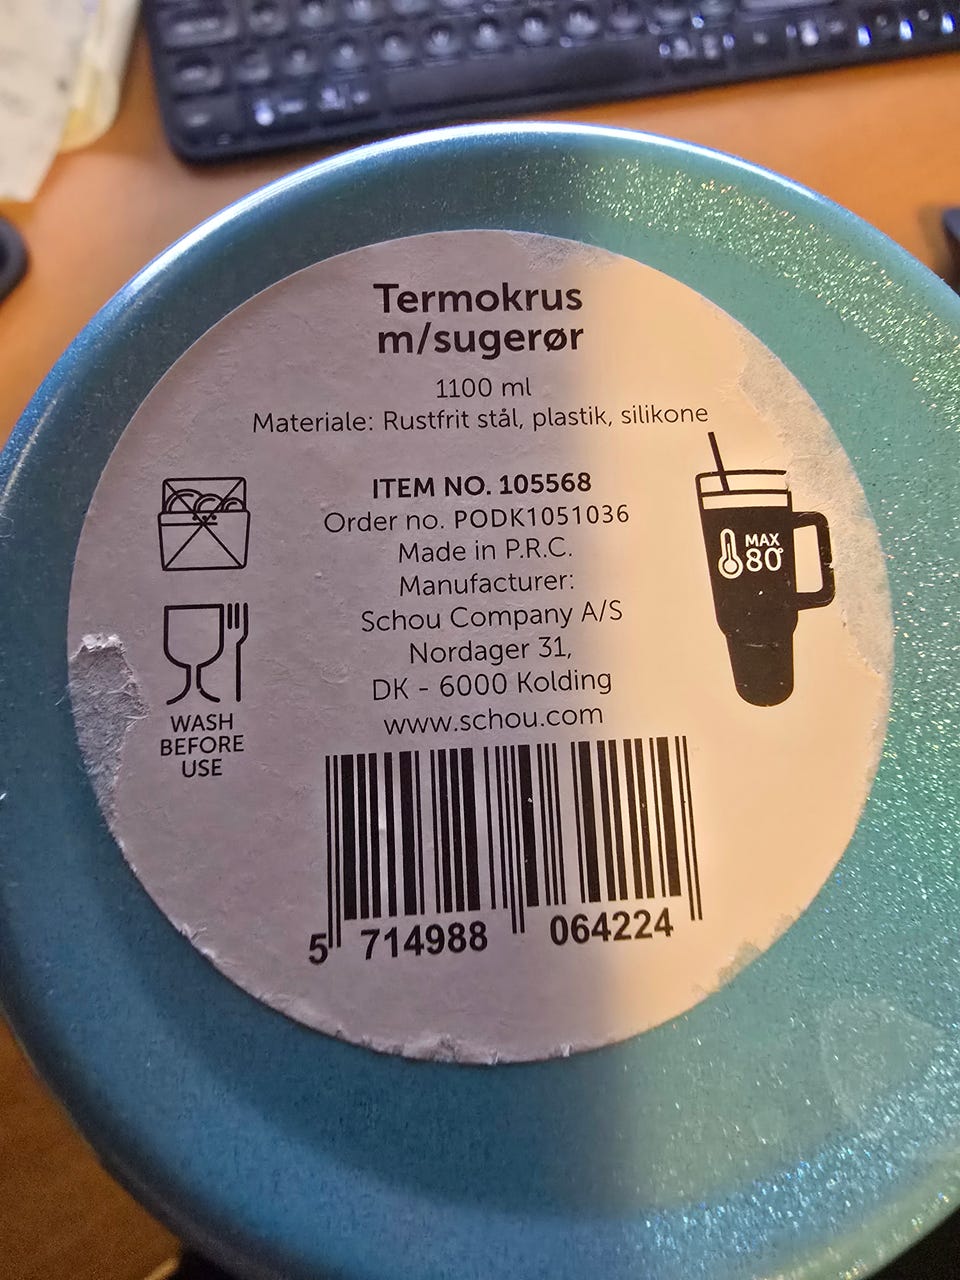 Termokrus
m/sugerør
1100 ml
Materiale: Rustfrit stål, plastik, silikone
ITEM NO. 105568
Order no. PODK1051036
Made in P.R.C.
Manufacturer:
Schou Company A/S
Nordager 31,
DK - 6000 Kolding
www.schou.com
WASH
BEFORE
USE
MAX
80°
5 714988 064224